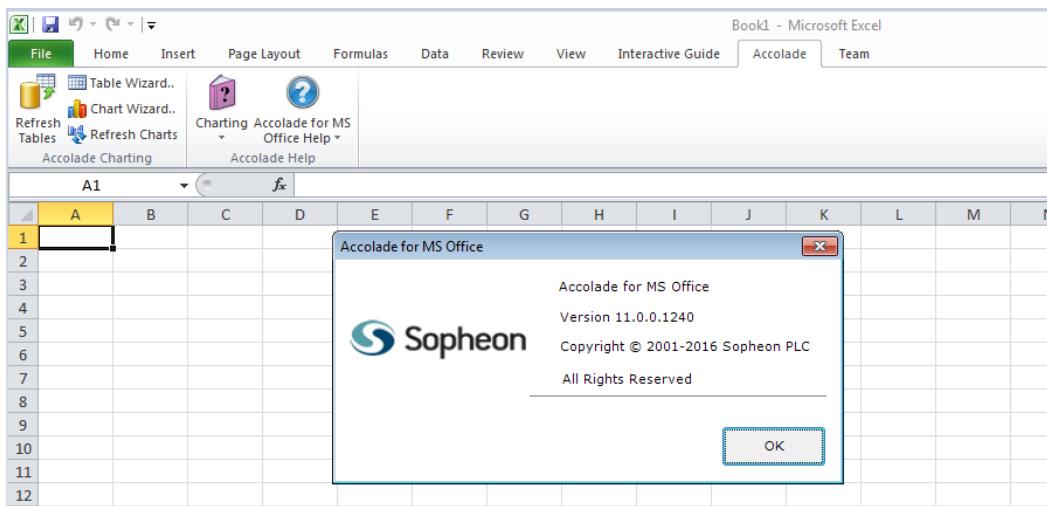 Book1 - Microsoft Excel
File Home Insert Page Layout Formulas Data Review View Interactive Guide Accolade Team
Refresh Tables
Table Wizard..
Chart Wizard..
Refresh Charts
Accolade Charting
Charting
Accolade for MS Office Help
Accolade Help
A1
fx
A B C D E F G H I J K L M
1
2
3
4
5
6
7
8
9
10
11
12
Accolade for MS Office
Sopheon
Accolade for MS Office
Version 11.0.0.1240
Copyright © 2001-2016 Sopheon PLC
All Rights Reserved
OK